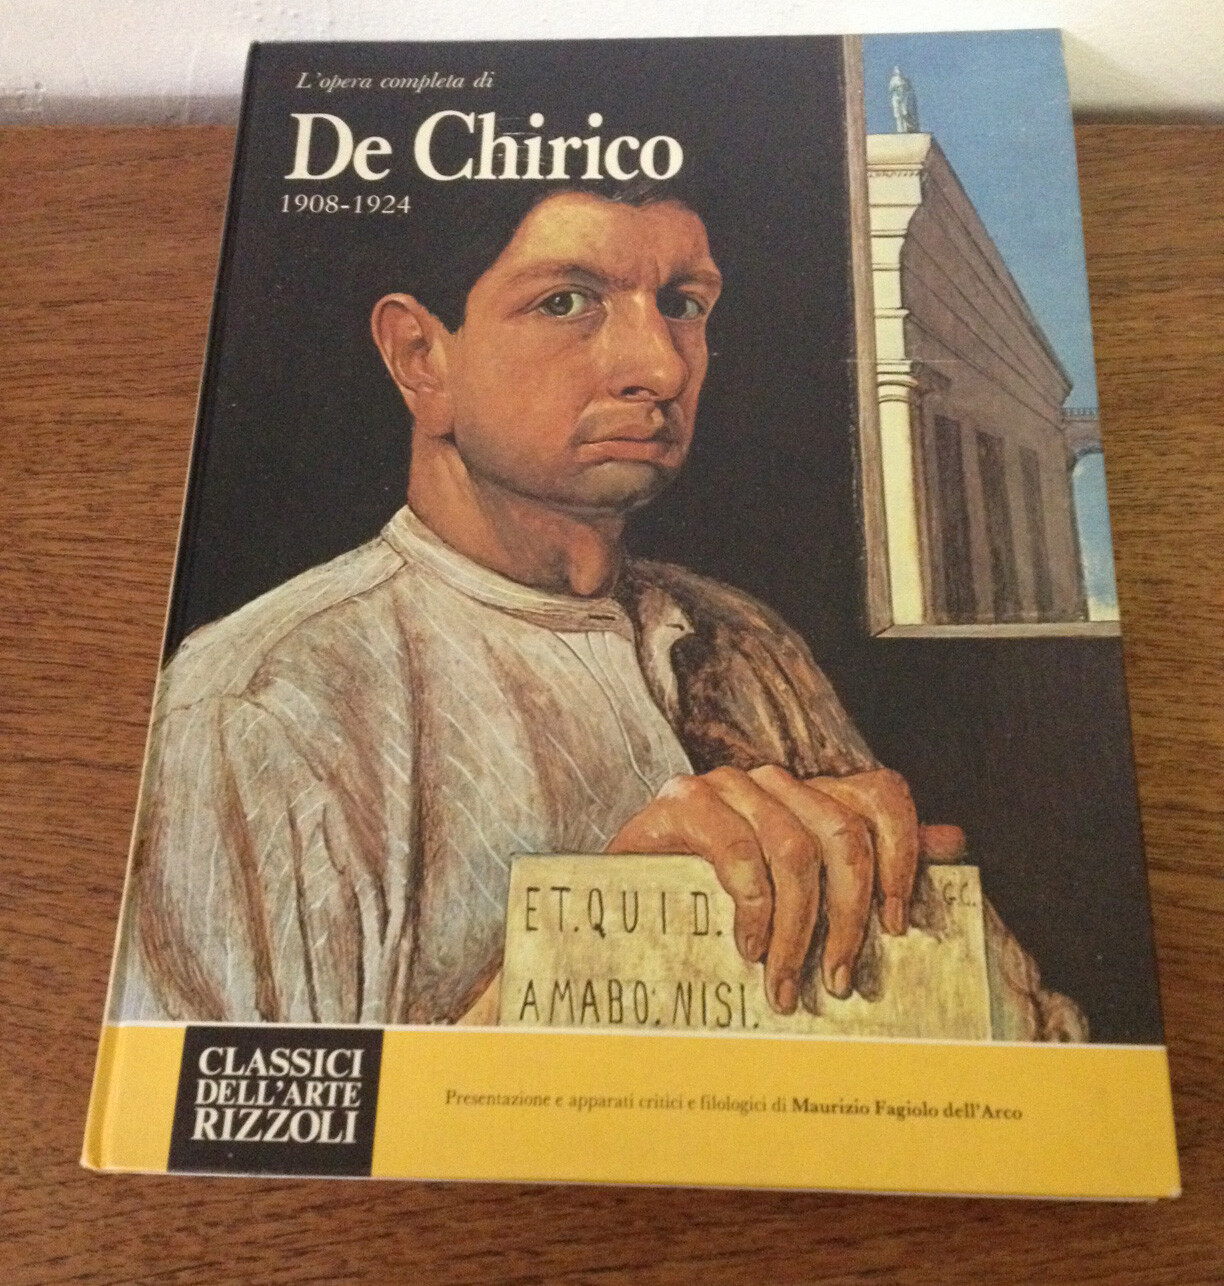 L'opera completa di
De Chirico
1908-1924
ET.QUID.
G.C.
AMABO:NISI.
CLASSICI
DELL'ARTE
RIZZOLI
Presentazione e apparati critici e filologici di Maurizio Fagiolo dell'Arco